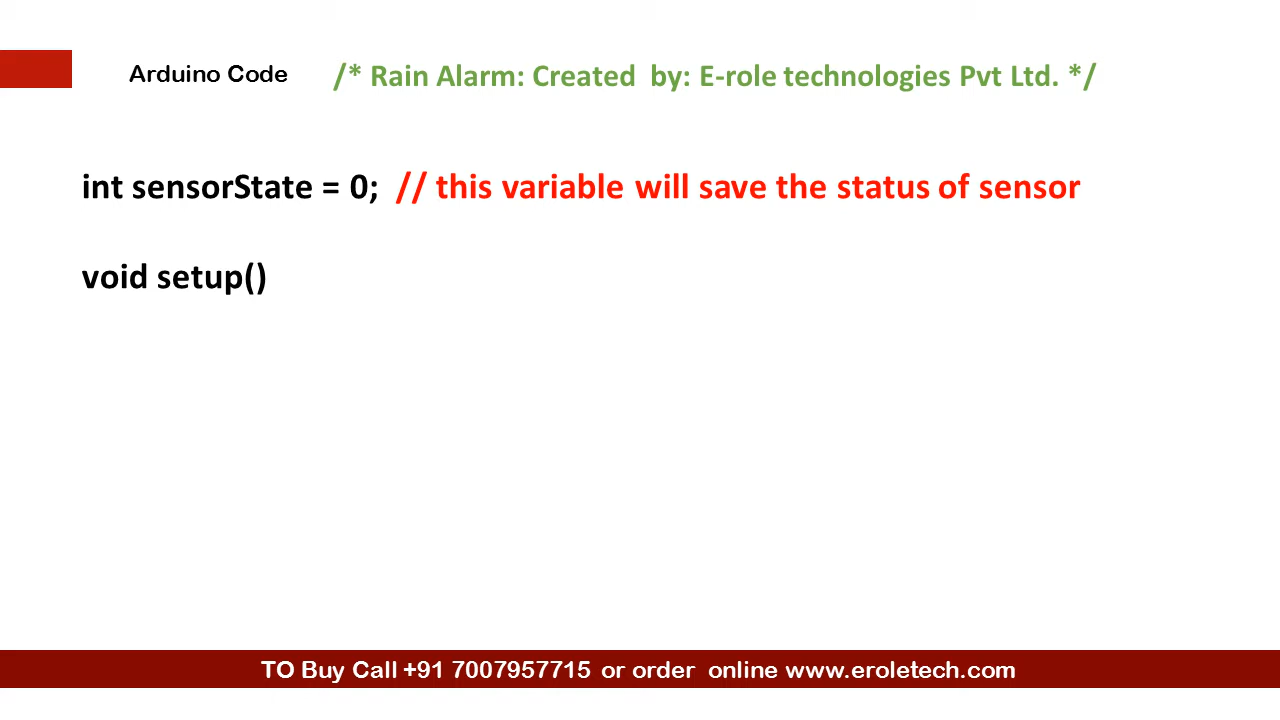 Arduino Code /* Rain Alarm: Created by: E-role technologies Pvt Ltd. */
int sensorState = 0; // this variable will save the status of sensor
void setup()
TO Buy Call +91 7007957715 or order online www.eroletech.com